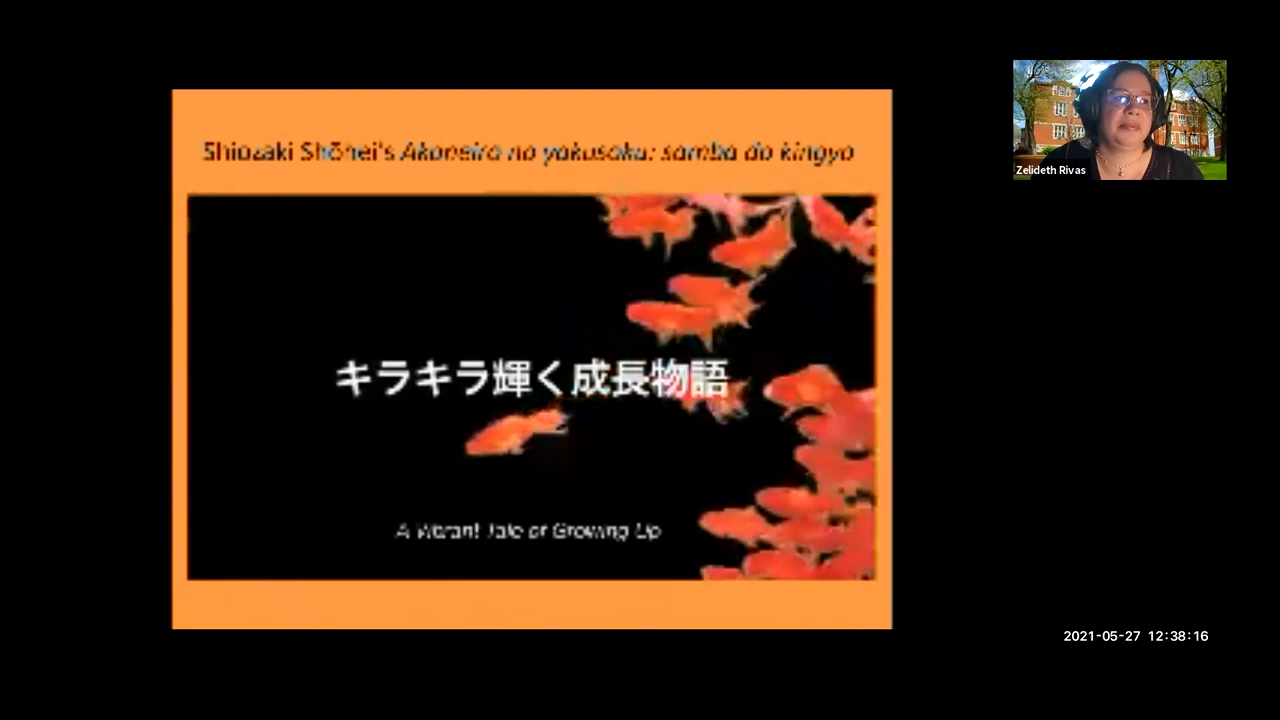 Shiozaki Shōhei's Akaneiro no yakusoku: samba do kingyo
Zelideth Rivas
キラキラ輝く成長物語
A Vibrant Tale of Growing Up
2021-05-27 12:38:16